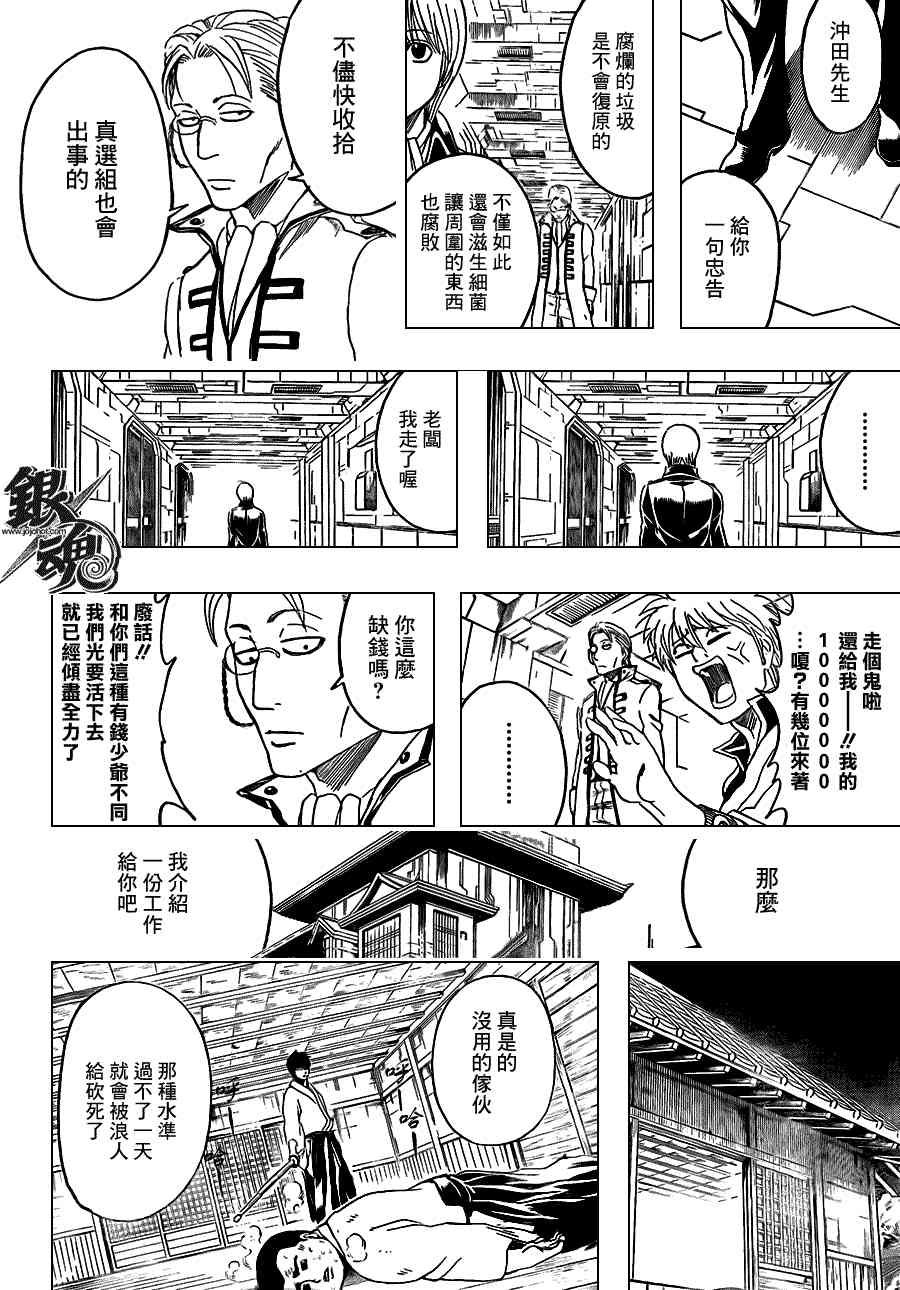 沖田先生
給你
一句忠告
腐爛的垃圾
是不會復原的
不僅如此
還會滋生細菌
讓周圍的東西
也腐敗
不儘快收拾
真選組也會
出事的
………
老闆
我走了喔
走個鬼啦
還給我——!!我的
10000000
…嗄？有幾位來著
………
你這麼
缺錢嗎？
廢話!!
和你們這種有錢少爺不同
我們光要活下去
就已經傾盡全力了
銀魂
www.jojohot.com
那麼
我介紹
一份工作
給你吧
真是的
沒用的傢伙
那種水準
過不了一天
就會被浪人
給砍死了
呼
哈
呼
哈